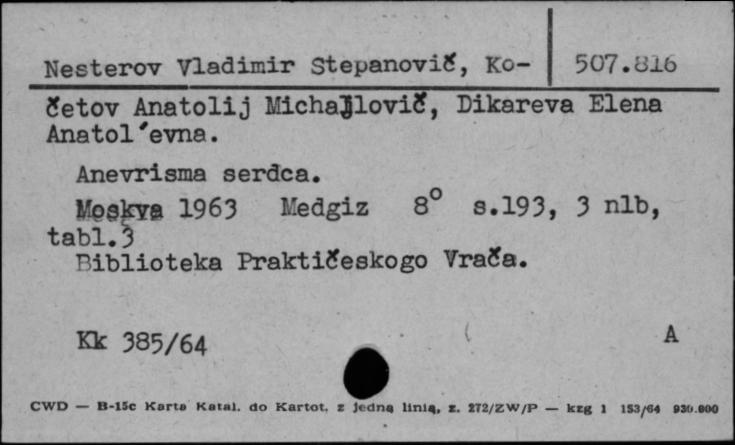 Nesterov Vladimir Stepanovič, Ko- 507.816
četov Anatolij Michajlovič, Dikareva Elena
Anatol'evna.
Anevrisma serdca.
Moskva 1963 Medgiz 8° s.193, 3 nlb,
tabl.3
Biblioteka Praktičeskogo Vrača.
Kk 385/64 A
CWD — B-15c Karta Katal. do Kartot. z jedną linią, z. 272/ZW/P — kzg 1 153/64 930.000